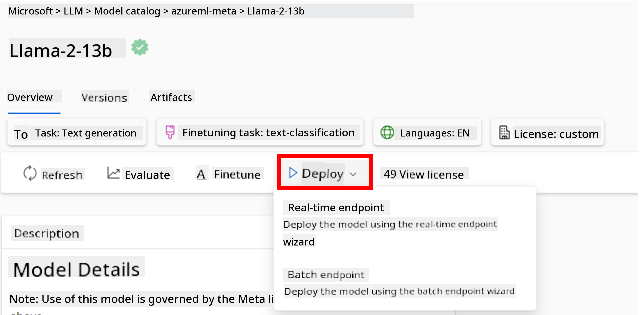 Microsoft > LLM > Model catalog > azureml-meta > Llama-2-13b
Llama-2-13b
Overview Versions Artifacts
To Task: Text generation Finetuning task: text-classification Languages: EN License: custom
Refresh Evaluate A Finetune Deploy 49 View license
Real-time endpoint
Deploy the model using the real-time endpoint
wizard
Batch endpoint
Deploy the model using the batch endpoint wizard
Description
Model Details
Note: Use of this model is governed by the Meta li